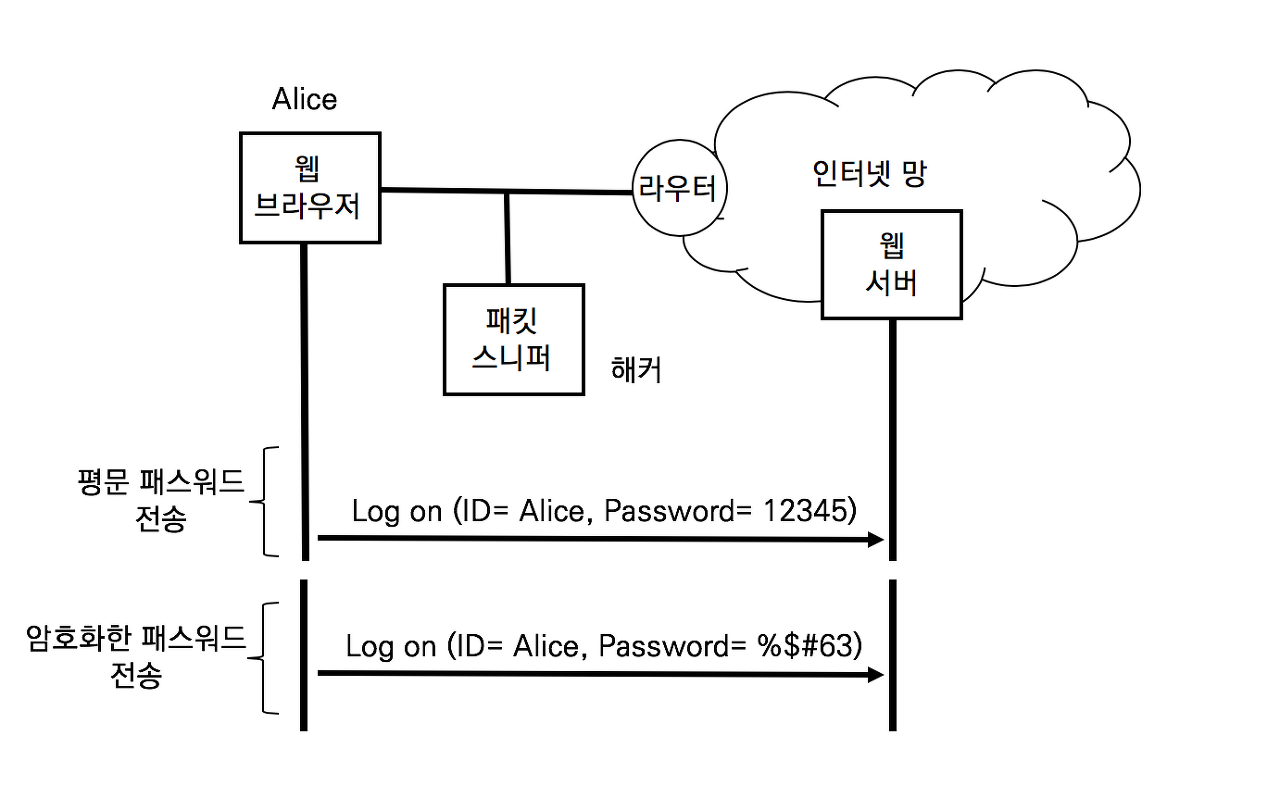 Alice
웹
브라우저
라우터
인터넷 망
웹
서버
패킷
스니퍼
해커
평문 패스워드
전송
Log on (ID= Alice, Password= 12345)
암호화한 패스워드
전송
Log on (ID= Alice, Password= %$#63)